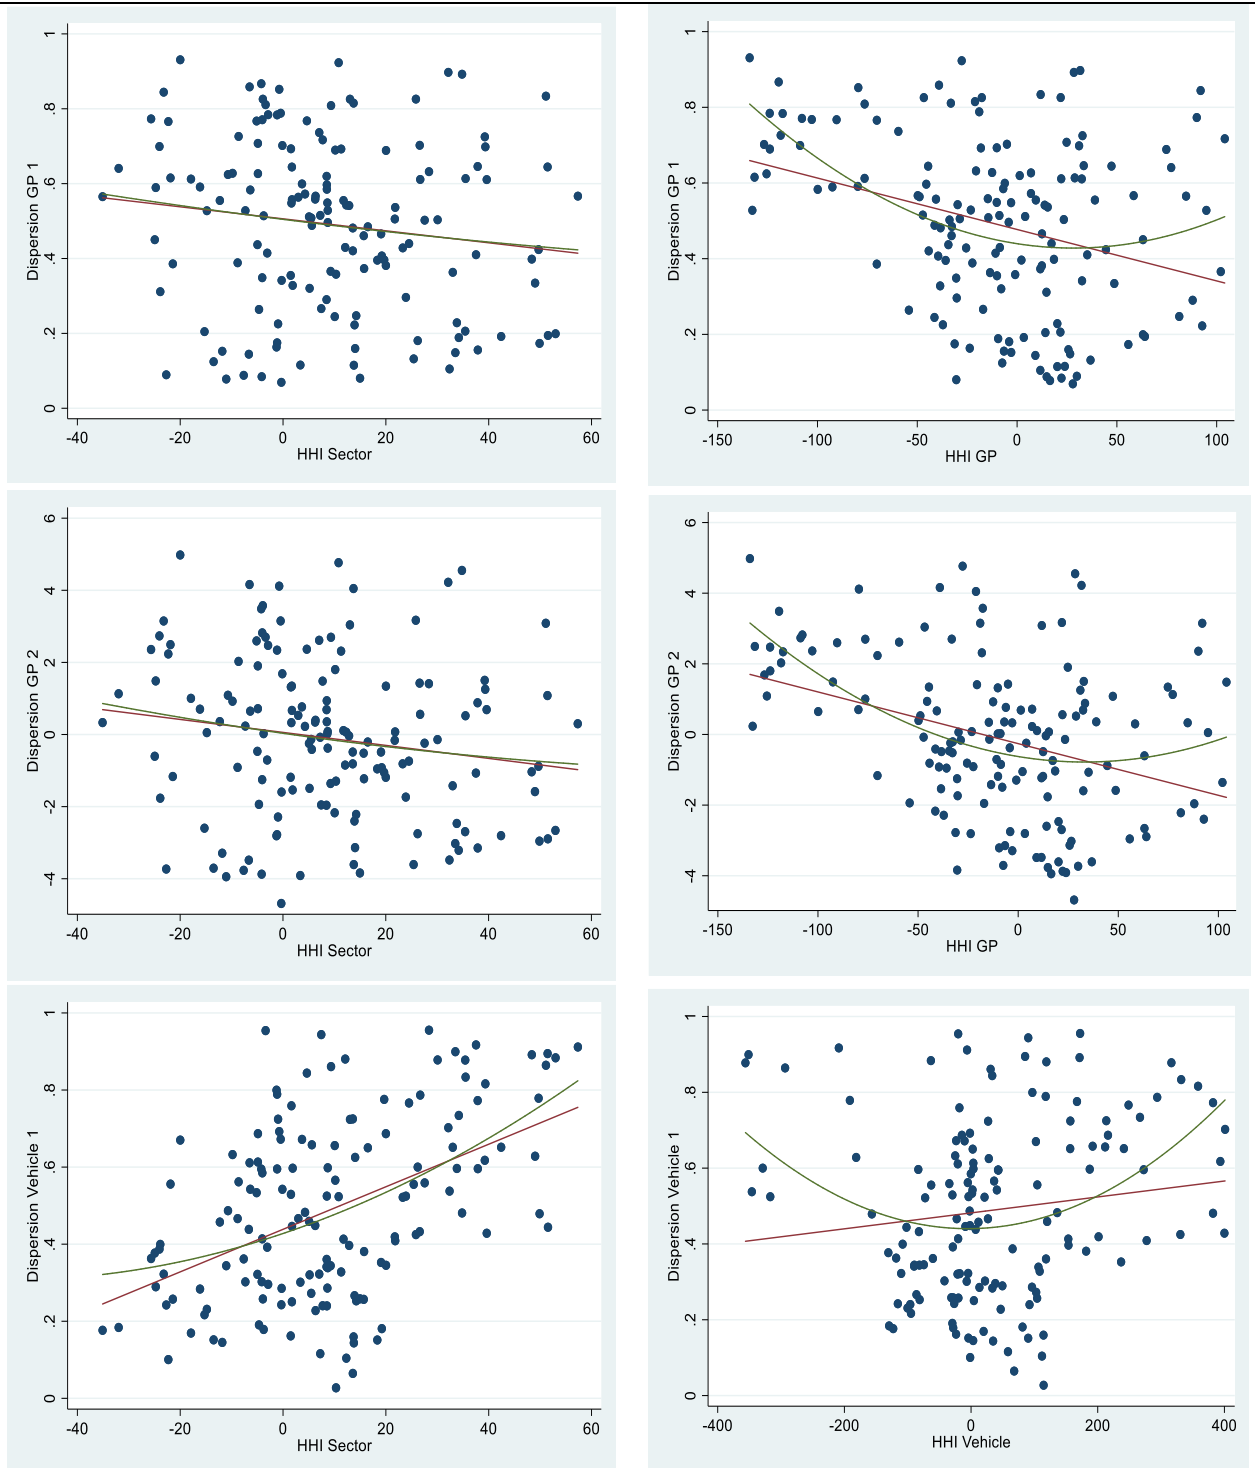 1
.8
.6
.4
.2
0
Dispersion GP 1
-40 -20 0 20 40 60
HHI Sector
1
.8
.6
.4
.2
0
Dispersion GP 1
-150 -100 -50 0 50 100
HHI GP
6
4
2
0
-2
-4
Dispersion GP 2
-40 -20 0 20 40 60
HHI Sector
6
4
2
0
-2
-4
Dispersion GP 2
-150 -100 -50 0 50 100
HHI GP
1
.8
.6
.4
.2
0
Dispersion Vehicle 1
-40 -20 0 20 40 60
HHI Sector
1
.8
.6
.4
.2
0
Dispersion Vehicle 1
-400 -200 0 200 400
HHI Vehicle